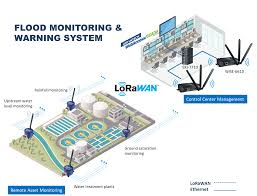 FLOOD MONITORING &
WARNING SYSTEM
LoRaWAN
Control Center Management
Rainfall monitoring
Upstream water
level monitoring
Ground saturation
monitoring
Remote Asset Monitoring
Water treatment plants
LoRaWAN
Ethernet